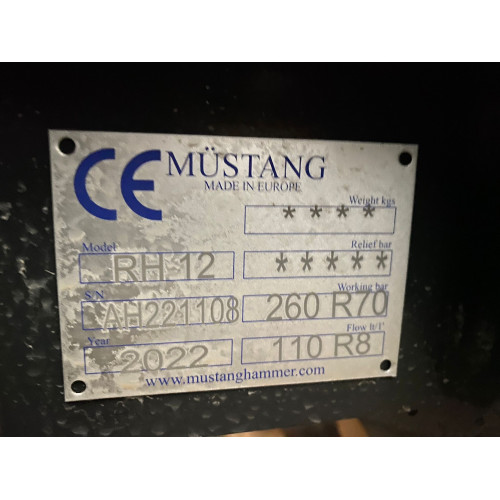 CE MÜSTANG
MADE IN EUROPE
Weight kgs
* * * *
Model
RH 12
Relief bar
* * * * *
S/N
AH221108
Working bar
260 R70
Year
2022
Flow lt/1'
110 R8
www.mustanghammer.com